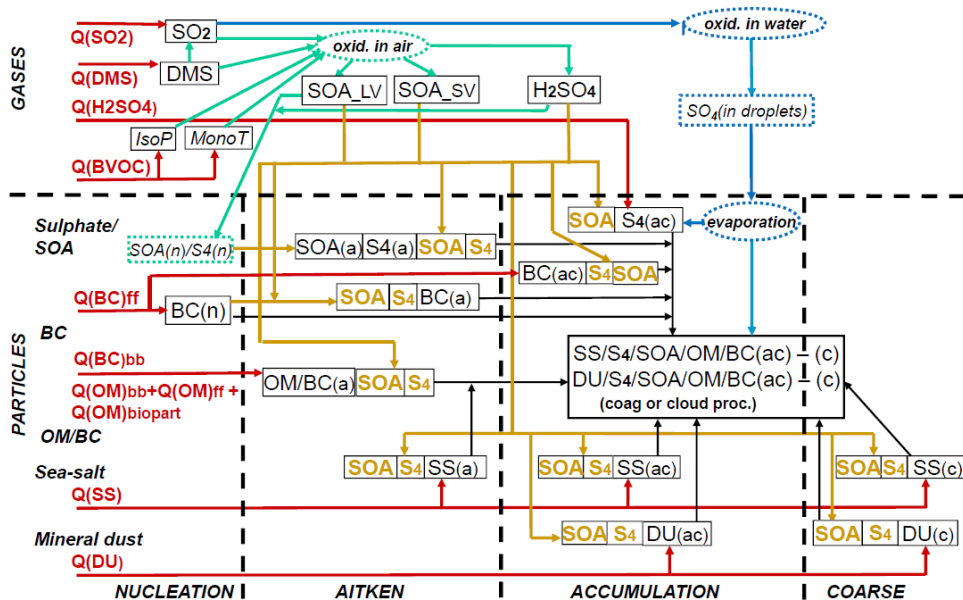 GASES
Q(SO2)
SO2
oxid. in air
oxid. in water
Q(DMS)
DMS
SOA_LV
SOA_SV
H2SO4
Q(H2SO4)
SO4(in droplets)
IsoP
MonoT
Q(BVOC)
PARTICLES
Sulphate/
SOA
SOA(n)/S4(n)
SOA(a) S4(a) SOA S4
SOA S4(ac)
evaporation
BC(ac) S4 SOA
Q(BC)ff
BC(n)
SOA S4 BC(a)
BC
SS/S4/SOA/OM/BC(ac) – (c)
DU/S4/SOA/OM/BC(ac) – (c)
(coag or cloud proc.)
Q(BC)bb
Q(OM)bb+Q(OM)ff +
Q(OM)biopart
OM/BC(a) SOA S4
OM/BC
Sea-salt
SOA S4 SS(a)
SOA S4 SS(ac)
SOA S4 SS(c)
Q(SS)
Mineral dust
SOA S4 DU(ac)
SOA S4 DU(c)
Q(DU)
NUCLEATION
AITKEN
ACCUMULATION
COARSE